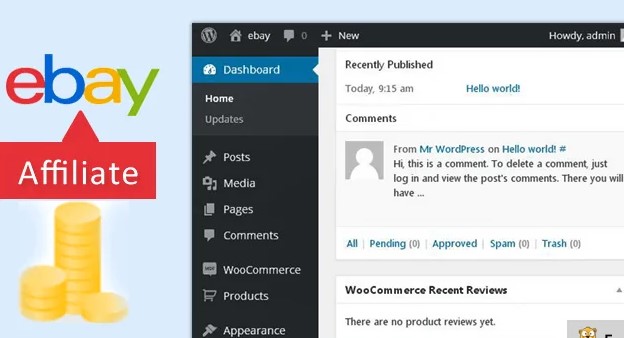 ebay
Affiliate
ebay 0 New Howdy, admin
Dashboard
Home
Updates
Posts
Media
Pages
Comments
WooCommerce
Products
Appearance
Recently Published
Today, 9:15 am Hello world!
Comments
From Mr WordPress on Hello world! #
Hi, this is a comment. To delete a comment, just
log in and view the post's comments. There you will
have ...
All | Pending (0) | Approved | Spam (0) | Trash (0)
WooCommerce Recent Reviews
There are no product reviews yet.